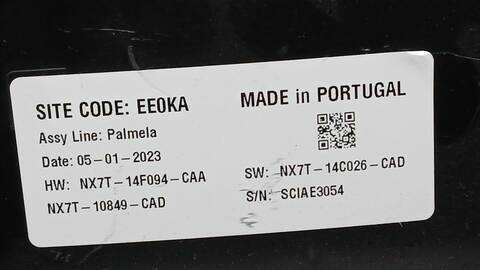 SITE CODE: EE0KA
Assy Line: Palmela
Date: 05-01-2023
HW: NX7T-14F094-CAA
NX7T-10849-CAD
MADE in PORTUGAL
SW: NX7T-14C026-CAD
S/N: SCIAE3054